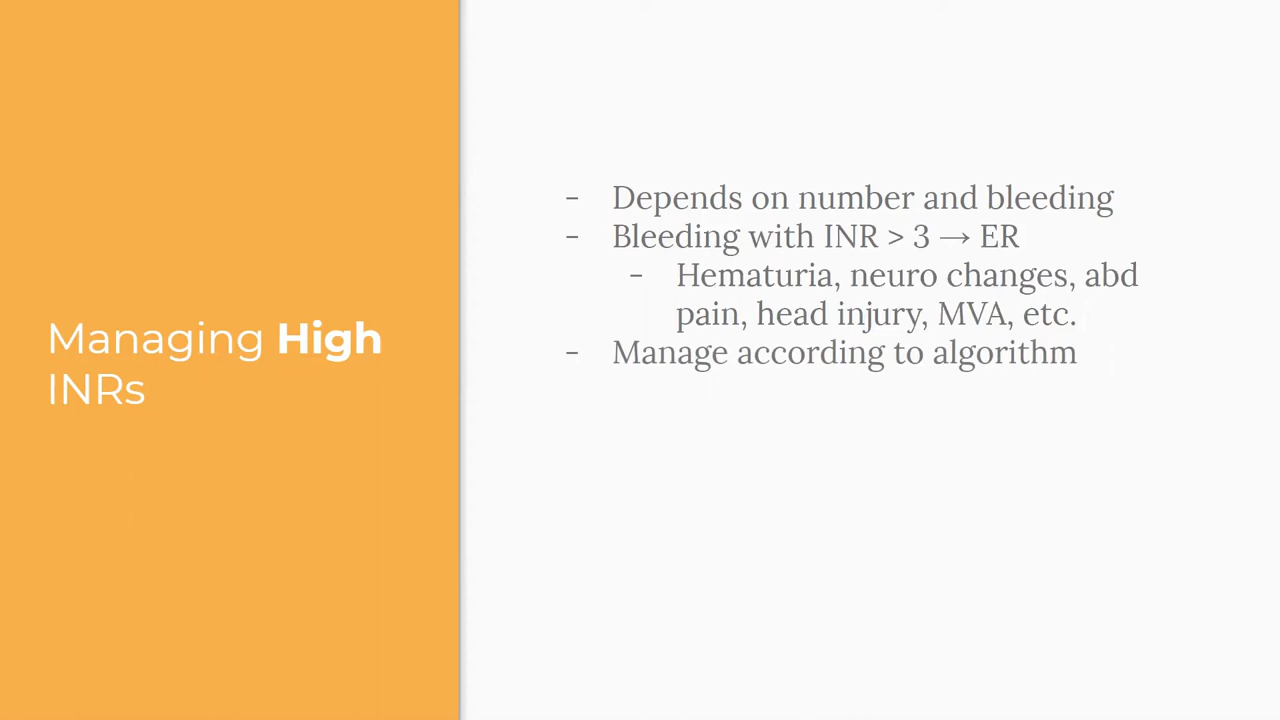 Managing High
INRs
- Depends on number and bleeding
- Bleeding with INR > 3 → ER
- Hematuria, neuro changes, abd
pain, head injury, MVA, etc.
- Manage according to algorithm